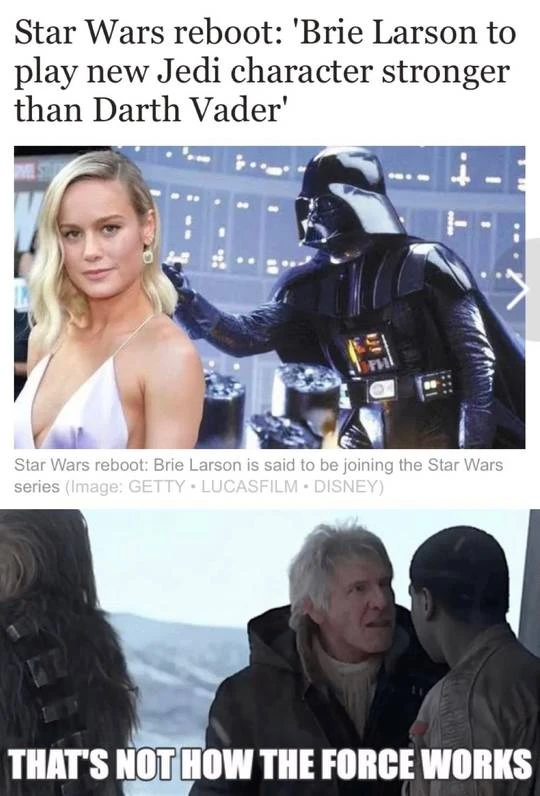 Star Wars reboot: 'Brie Larson to
play new Jedi character stronger
than Darth Vader'
Star Wars reboot: Brie Larson is said to be joining the Star Wars
series (Image: GETTY • LUCASFILM • DISNEY)
THAT'S NOT HOW THE FORCE WORKS